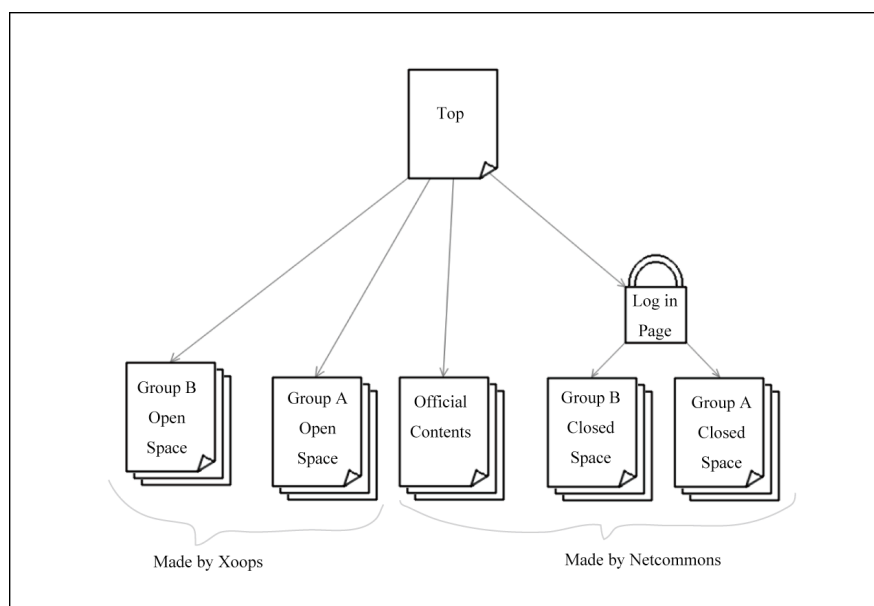 Top
Log in
Page
Group B
Open
Space
Group A
Open
Space
Official
Contents
Group B
Closed
Space
Group A
Closed
Space
Made by Xoops
Made by Netcommons